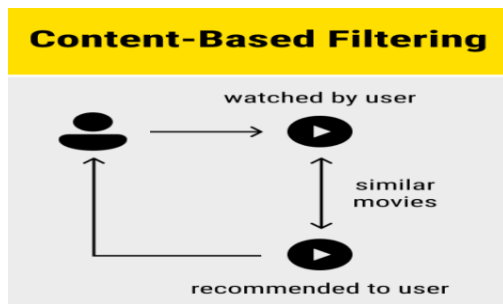 Content-Based Filtering
watched by user
similar
movies
recommended to user